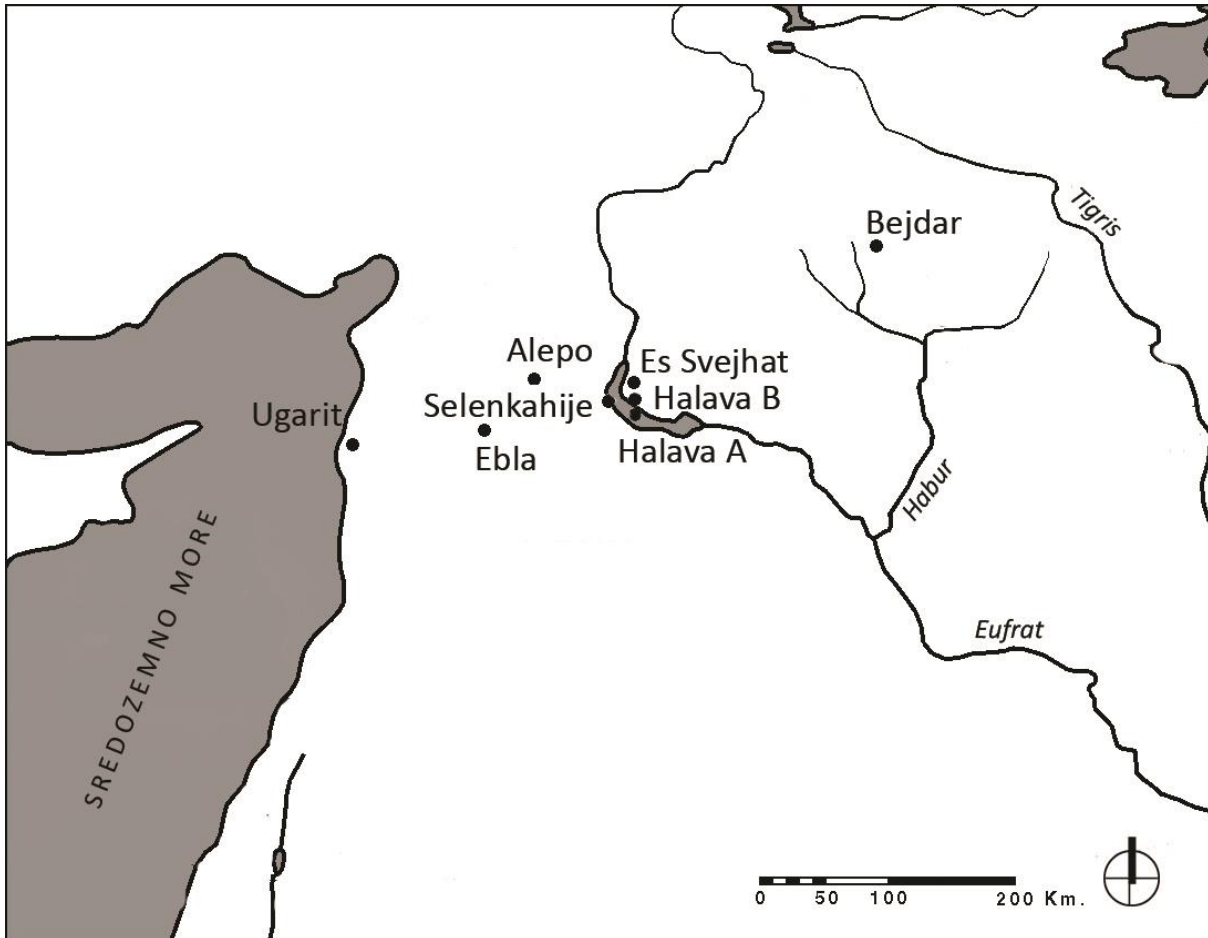 Tigris
Bejdar
Alepo
Es Svejhat
Ugarit
Selenkahije
Halava B
Ebla
Halava A
Habur
SREDOZEMNO MORE
Eufrat
0 50 100 200 Km.